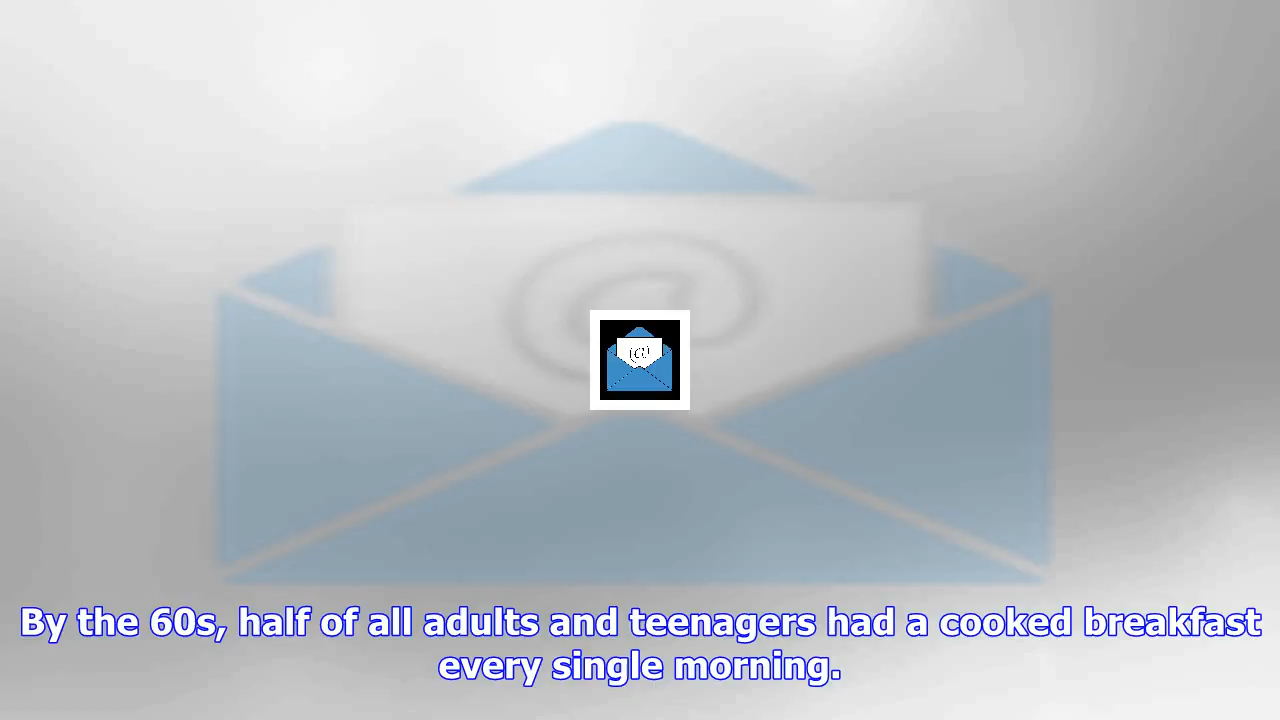 @
By the 60s, half of all adults and teenagers had a cooked breakfast
every single morning.